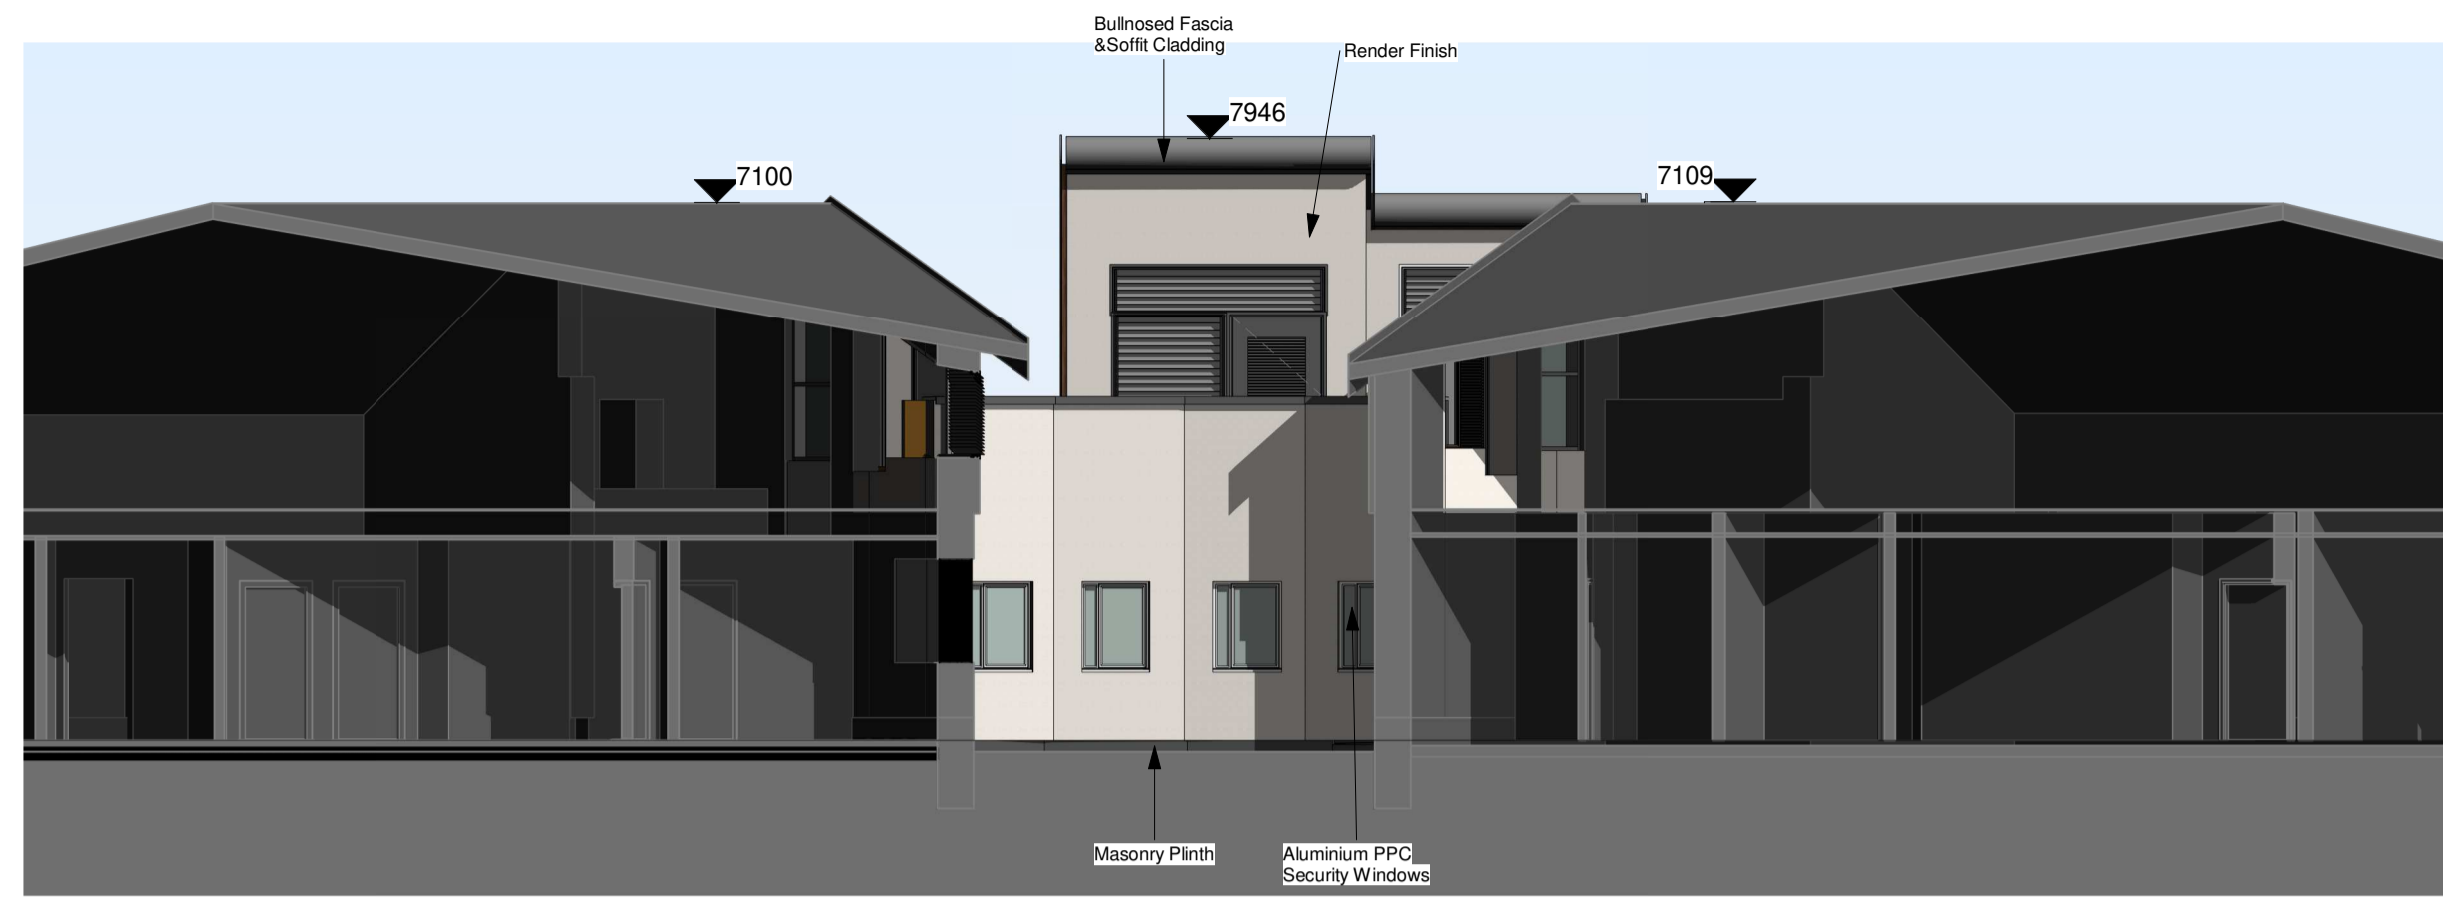 Bullnosed Fascia
&Soffit Cladding
Render Finish
7946
7100
7109
Masonry Plinth
Aluminium PPC
Security Windows